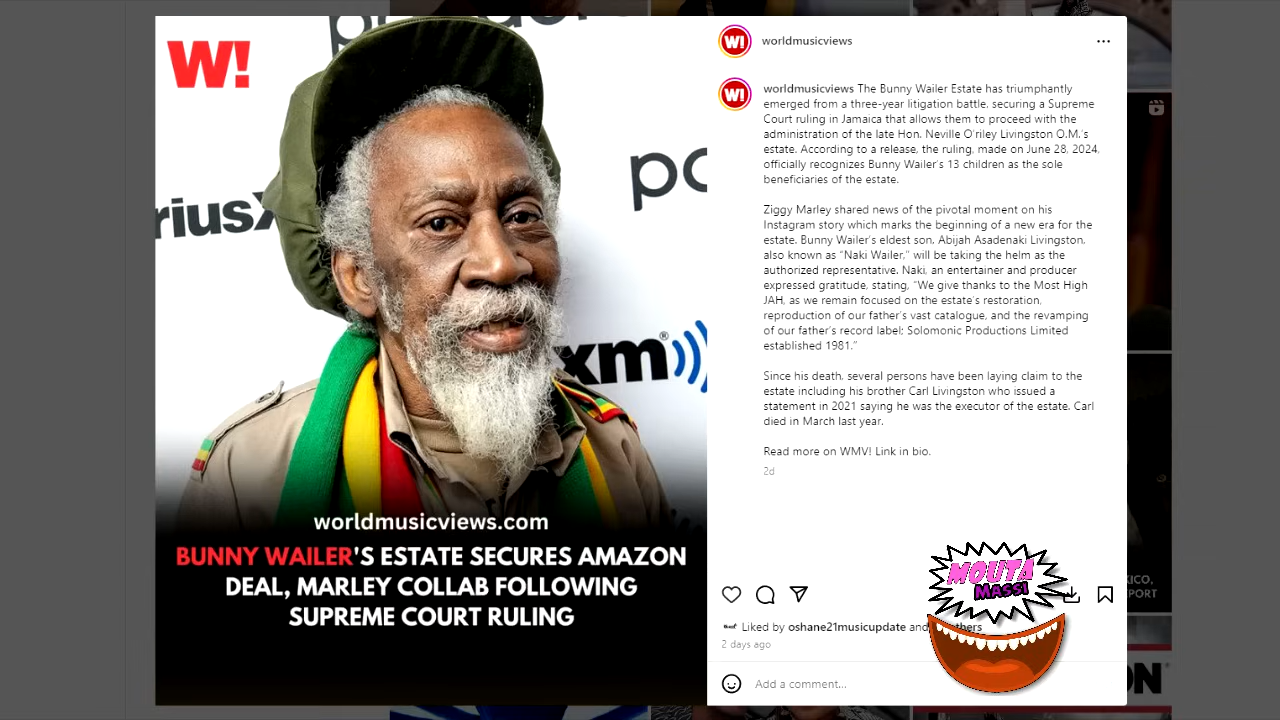 W!
riusX
po
xm®
worldmusicviews.com
BUNNY WAILER'S ESTATE SECURES AMAZON
DEAL, MARLEY COLLAB FOLLOWING
SUPREME COURT RULING
W! worldmusicviews
W! worldmusicviews The Bunny Wailer Estate has triumphantly
emerged from a three-year litigation battle, securing a Supreme
Court ruling in Jamaica that allows them to proceed with the
administration of the late Hon. Neville O'riley Livingston O.M.'s
estate. According to a release, the ruling, made on June 28, 2024,
officially recognizes Bunny Wailer's 13 children as the sole
beneficiaries of the estate.
Ziggy Marley shared news of the pivotal moment on his
Instagram story which marks the beginning of a new era for the
estate. Bunny Wailer's eldest son, Abijah Asadenaki Livingston,
also known as "Naki Wailer," will be taking the helm as the
authorized representative. Naki, an entertainer and producer
expressed gratitude, stating, "We give thanks to the Most High
JAH, as we remain focused on the estate's restoration,
reproduction of our father's vast catalogue, and the revamping
of our father's record label; Solomonic Productions Limited
established 1981."
Since his death, several persons have been laying claim to the
estate including his brother Carl Livingston who issued a
statement in 2021 saying he was the executor of the estate. Carl
died in March last year.
Read more on WMV! Link in bio.
2d
MOUTA
MASSI
Liked by oshane21musicupdate and others
2 days ago
Add a comment...
ICO,
PORT
ON